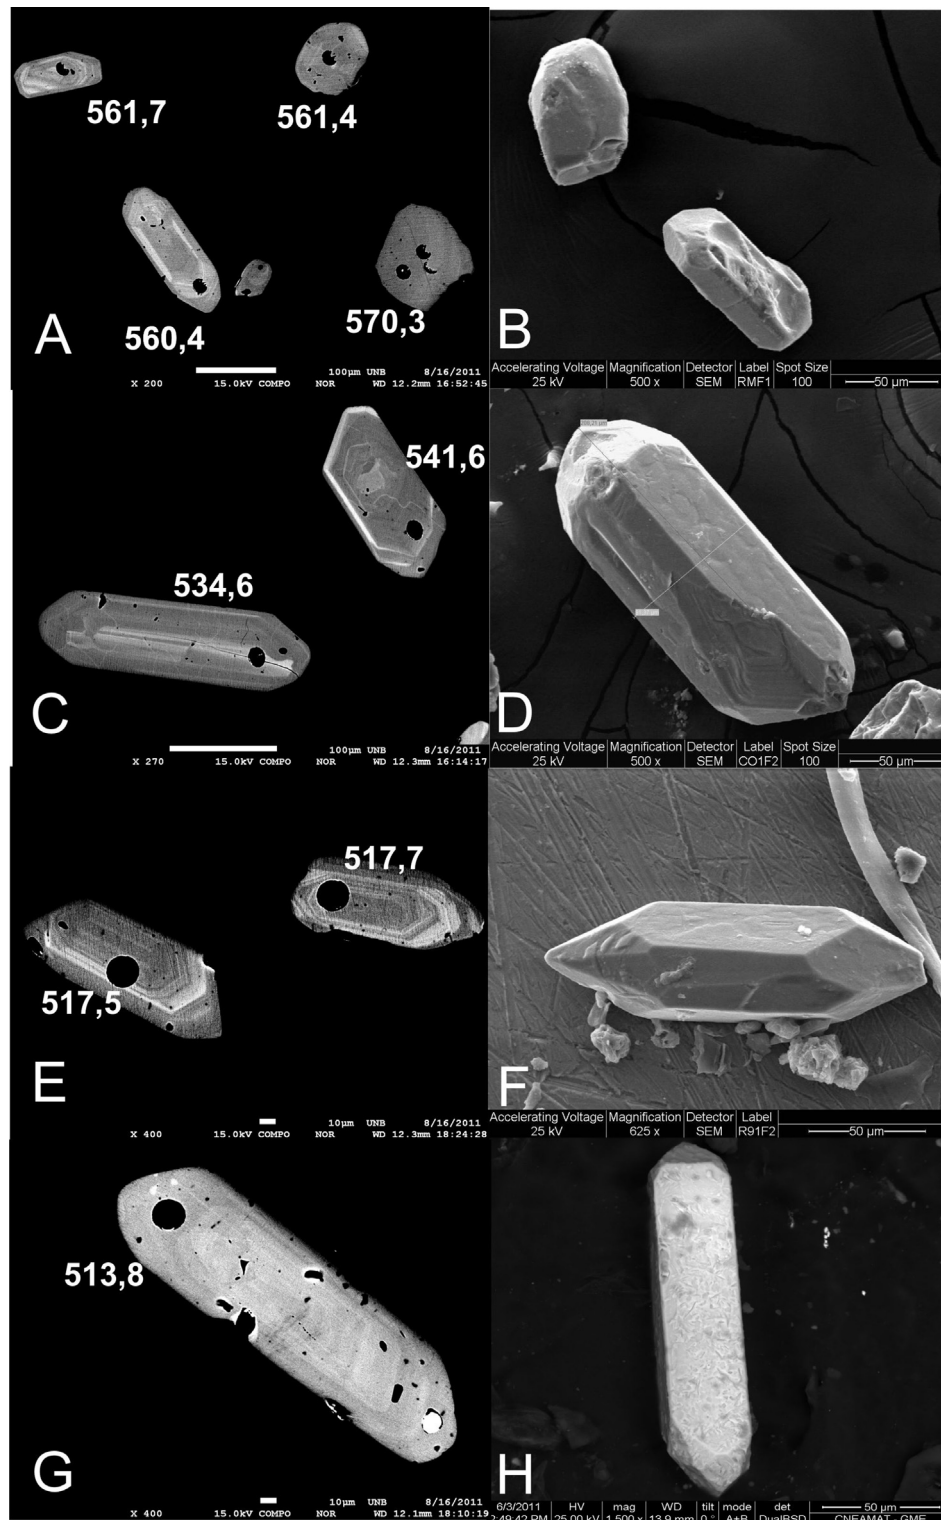 561,7
561,4
560,4
570,3
A
100µm UNB 8/16/2011
X 200 15.0kV COMPO NOR WD 12.2mm 16:52:45
B
Accelerating Voltage Magnification Detector Label Spot Size
25 kV 500 x SEM RMF1 100 50 µm
541,6
534,6
C
100µm UNB 8/16/2011
X 270 15.0kV COMPO NOR WD 12.3mm 16:14:17
D
Accelerating Voltage Magnification Detector Label Spot Size
25 kV 500 x SEM CO1F2 100 50 µm
517,7
517,5
E
10µm UNB 8/16/2011
X 400 15.0kV COMPO NOR WD 12.3mm 18:24:28
F
Accelerating Voltage Magnification Detector Label
25 kV 625 x SEM R91F2 50 µm
513,8
G
10µm UNB 8/16/2011
X 400 15.0kV COMPO NOR WD 12.1mm 18:10:19
H
6/3/2011 HV mag WD tilt mode det 50 µm
2:49:42 PM 25.00 kV 1,500 x 13.9 mm 0° A+B DualBSD CNEAMAT - GME